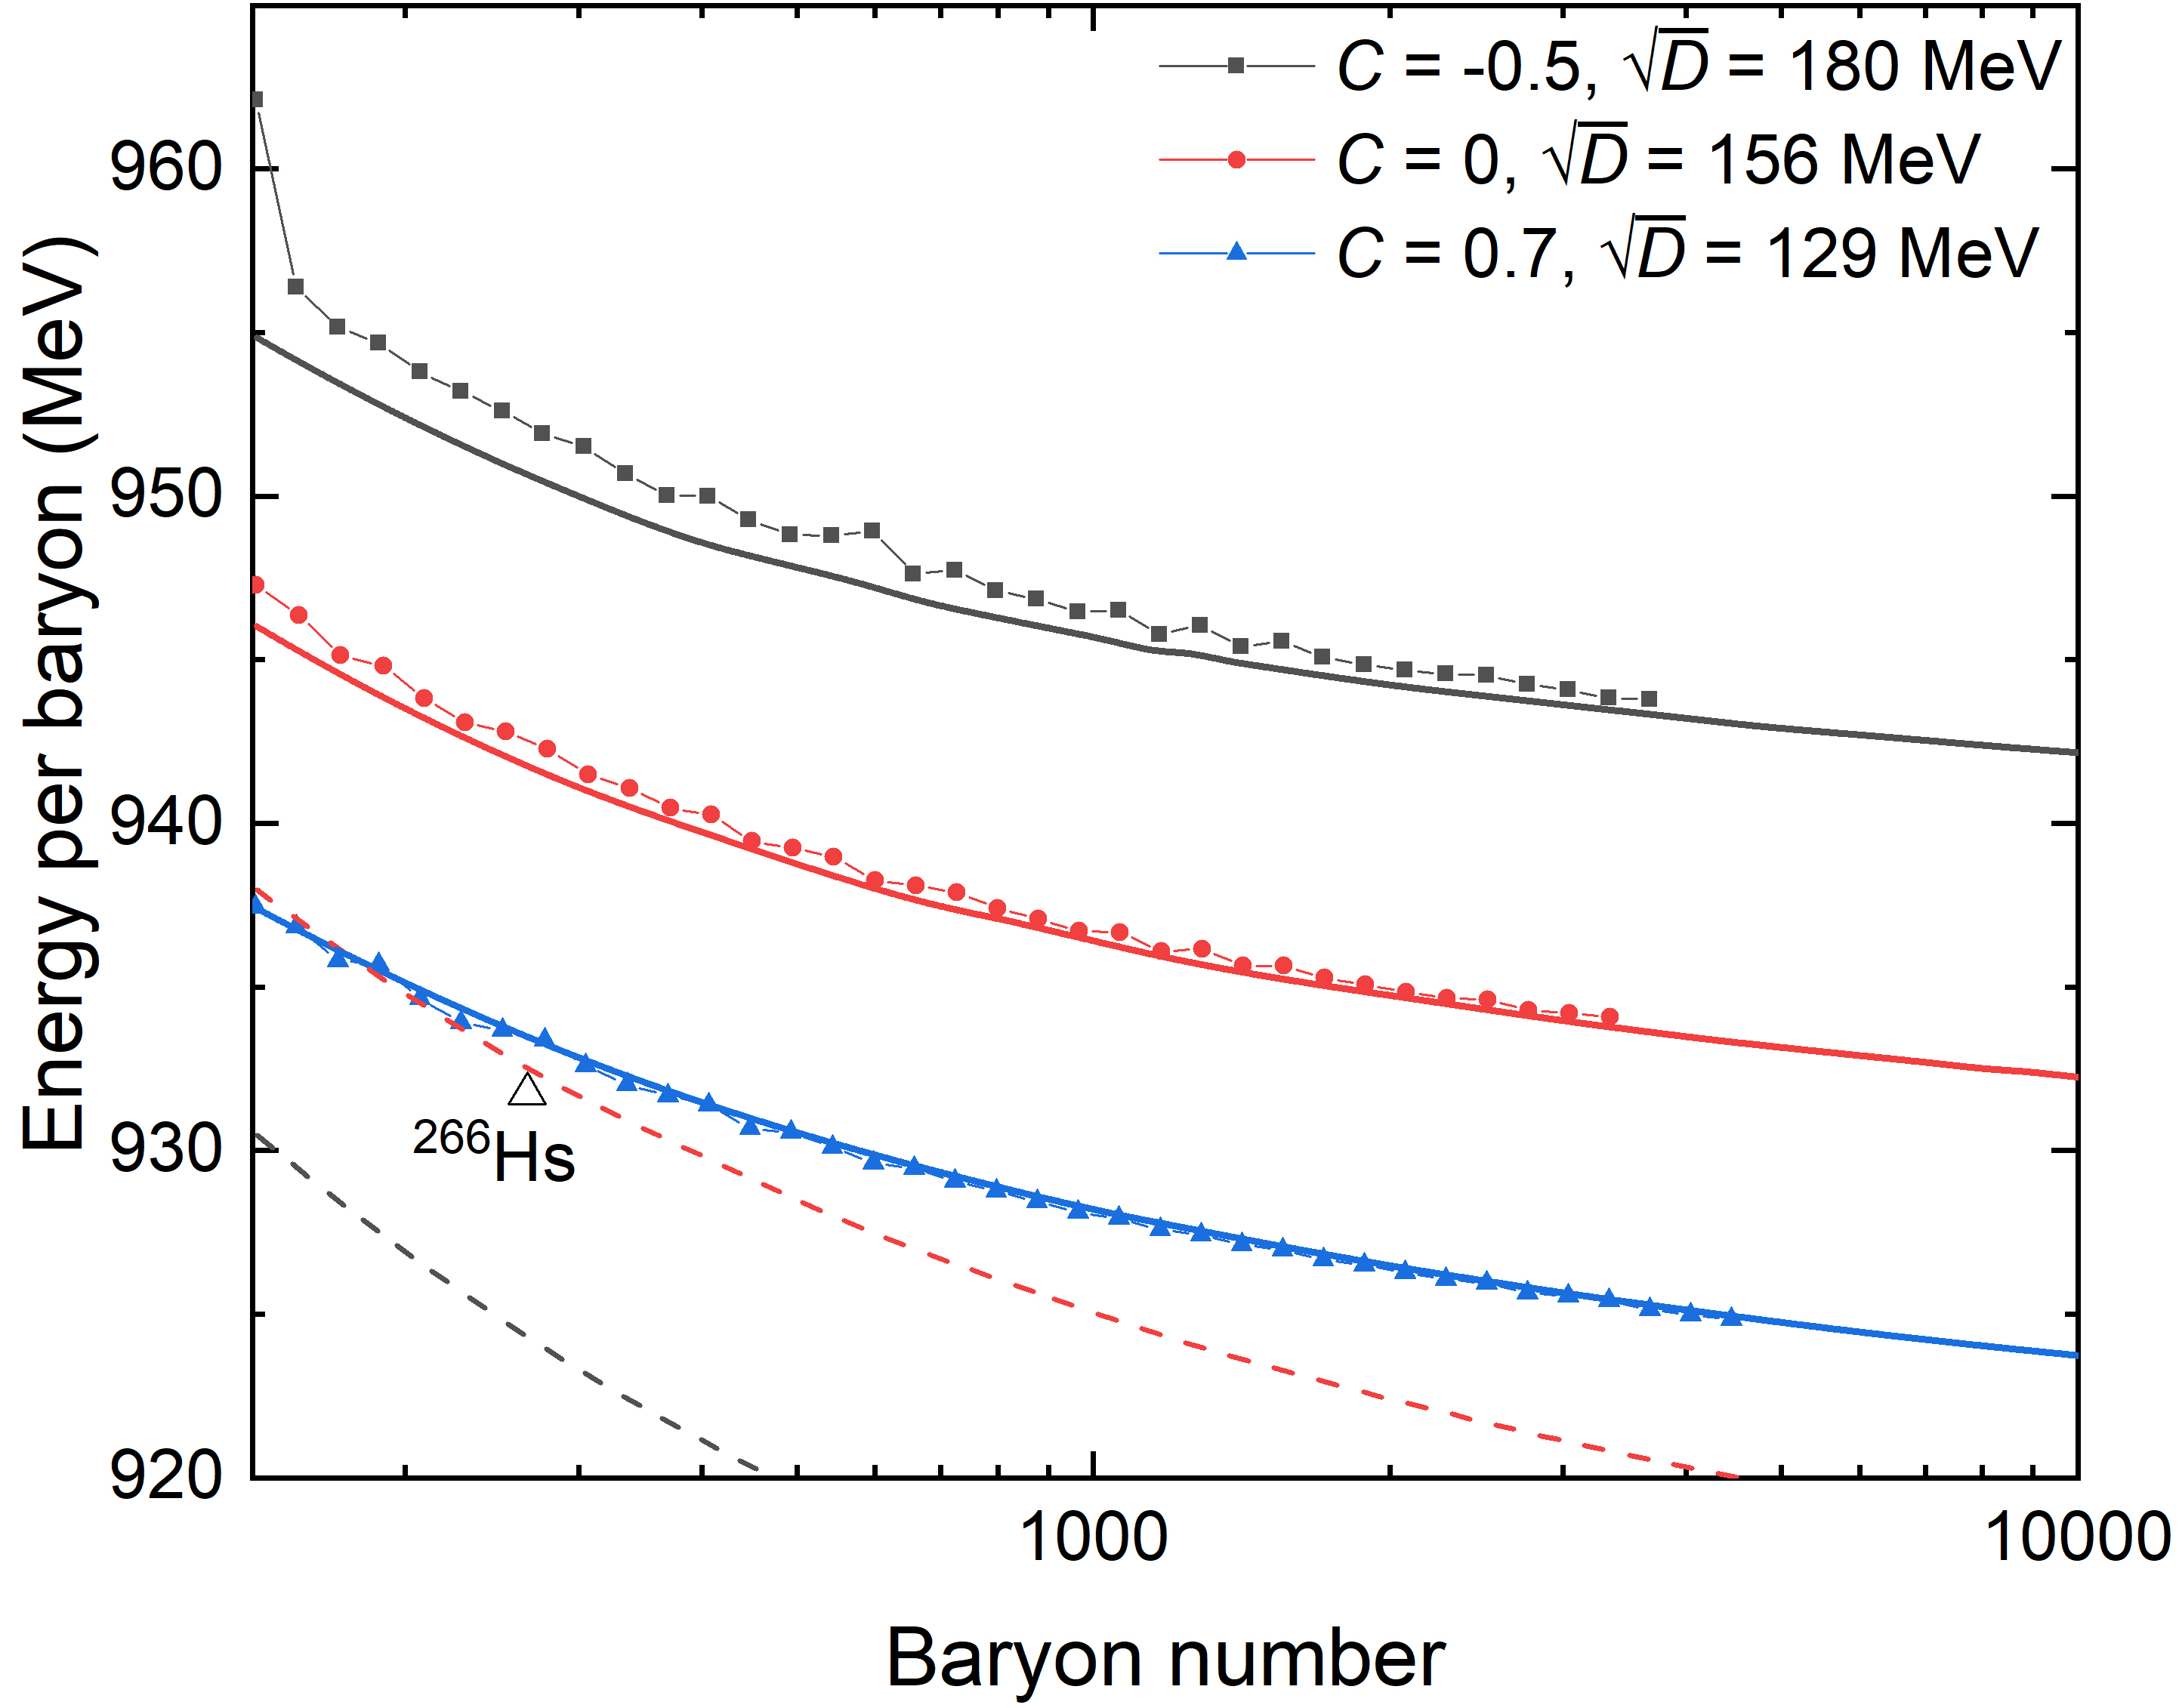 C = -0.5, √D = 180 MeV
C = 0, √D = 156 MeV
C = 0.7, √D = 129 MeV
Energy per baryon (MeV)
960
950
940
930
920
²⁶⁶Hs
1000
10000
Baryon number